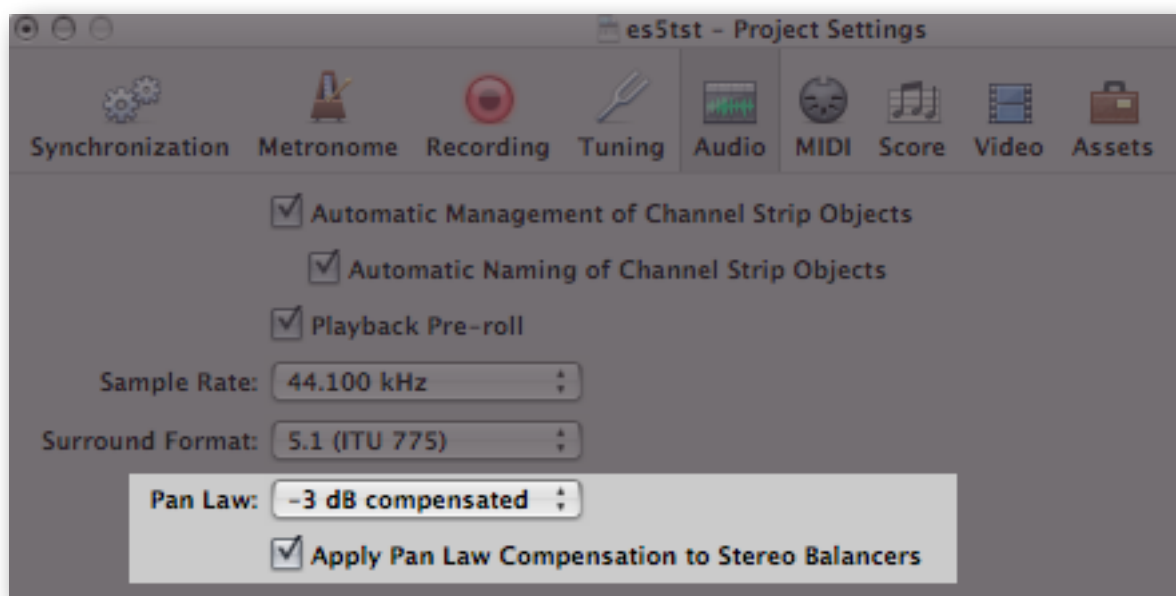 es5tst – Project Settings
Synchronization Metronome Recording Tuning Audio MIDI Score Video Assets
Automatic Management of Channel Strip Objects
Automatic Naming of Channel Strip Objects
Playback Pre-roll
Sample Rate: 44.100 kHz
Surround Format: 5.1 (ITU 775)
Pan Law: -3 dB compensated
Apply Pan Law Compensation to Stereo Balancers